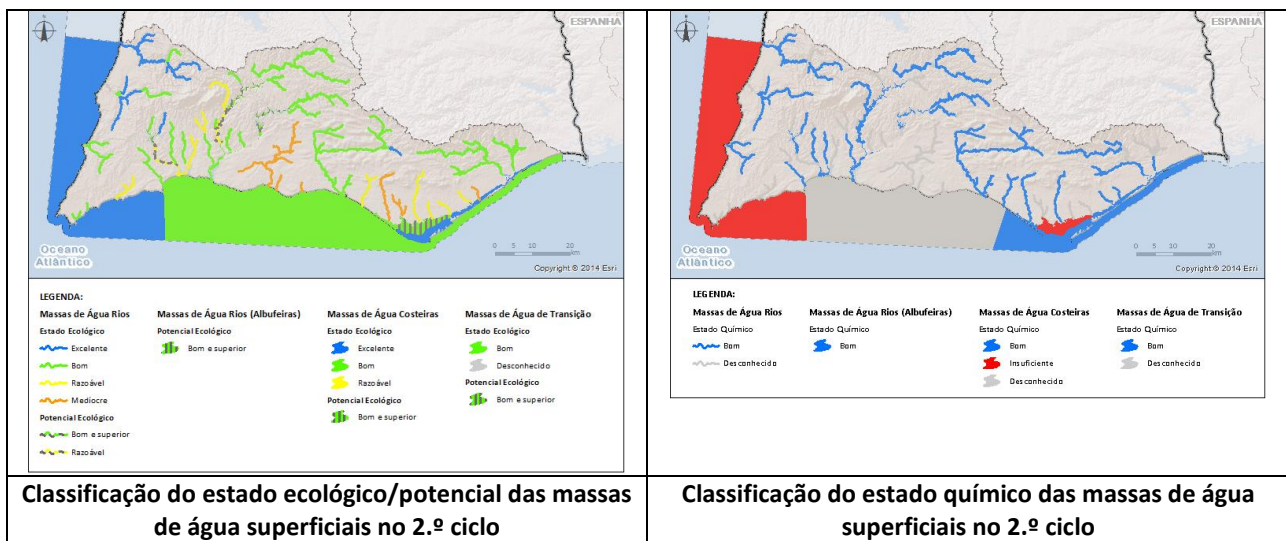 ESPANHA
Oceano
Atlântico
0 5 10 20
km
Copyright © 2014 Esri
LEGENDA:
Massas de Água Rios
Estado Ecológico
Excelente
Bom
Razoável
Medíocre
Potencial Ecológico
Bom e superior
Razoável
Massas de Água Rios (Albufeiras)
Potencial Ecológico
Bom e superior
Massas de Água Costeiras
Estado Ecológico
Excelente
Bom
Razoável
Potencial Ecológico
Bom e superior
Massas de Água de Transição
Estado Ecológico
Bom
Desconhecido
Potencial Ecológico
Bom e superior
Classificação do estado ecológico/potencial das massas
de água superficiais no 2.º ciclo
ESPANHA
Oceano
Atlântico
0 5 10 20
km
Copyright © 2014 Esri
LEGENDA:
Massas de Água Rios
Estado Químico
Bom
Desconhecido
Massas de Água Rios (Albufeiras)
Estado Químico
Bom
Massas de Água Costeiras
Estado Químico
Bom
Insuficiente
Desconhecido
Massas de Água de Transição
Estado Químico
Bom
Desconhecido
Classificação do estado químico das massas de água
superficiais no 2.º ciclo